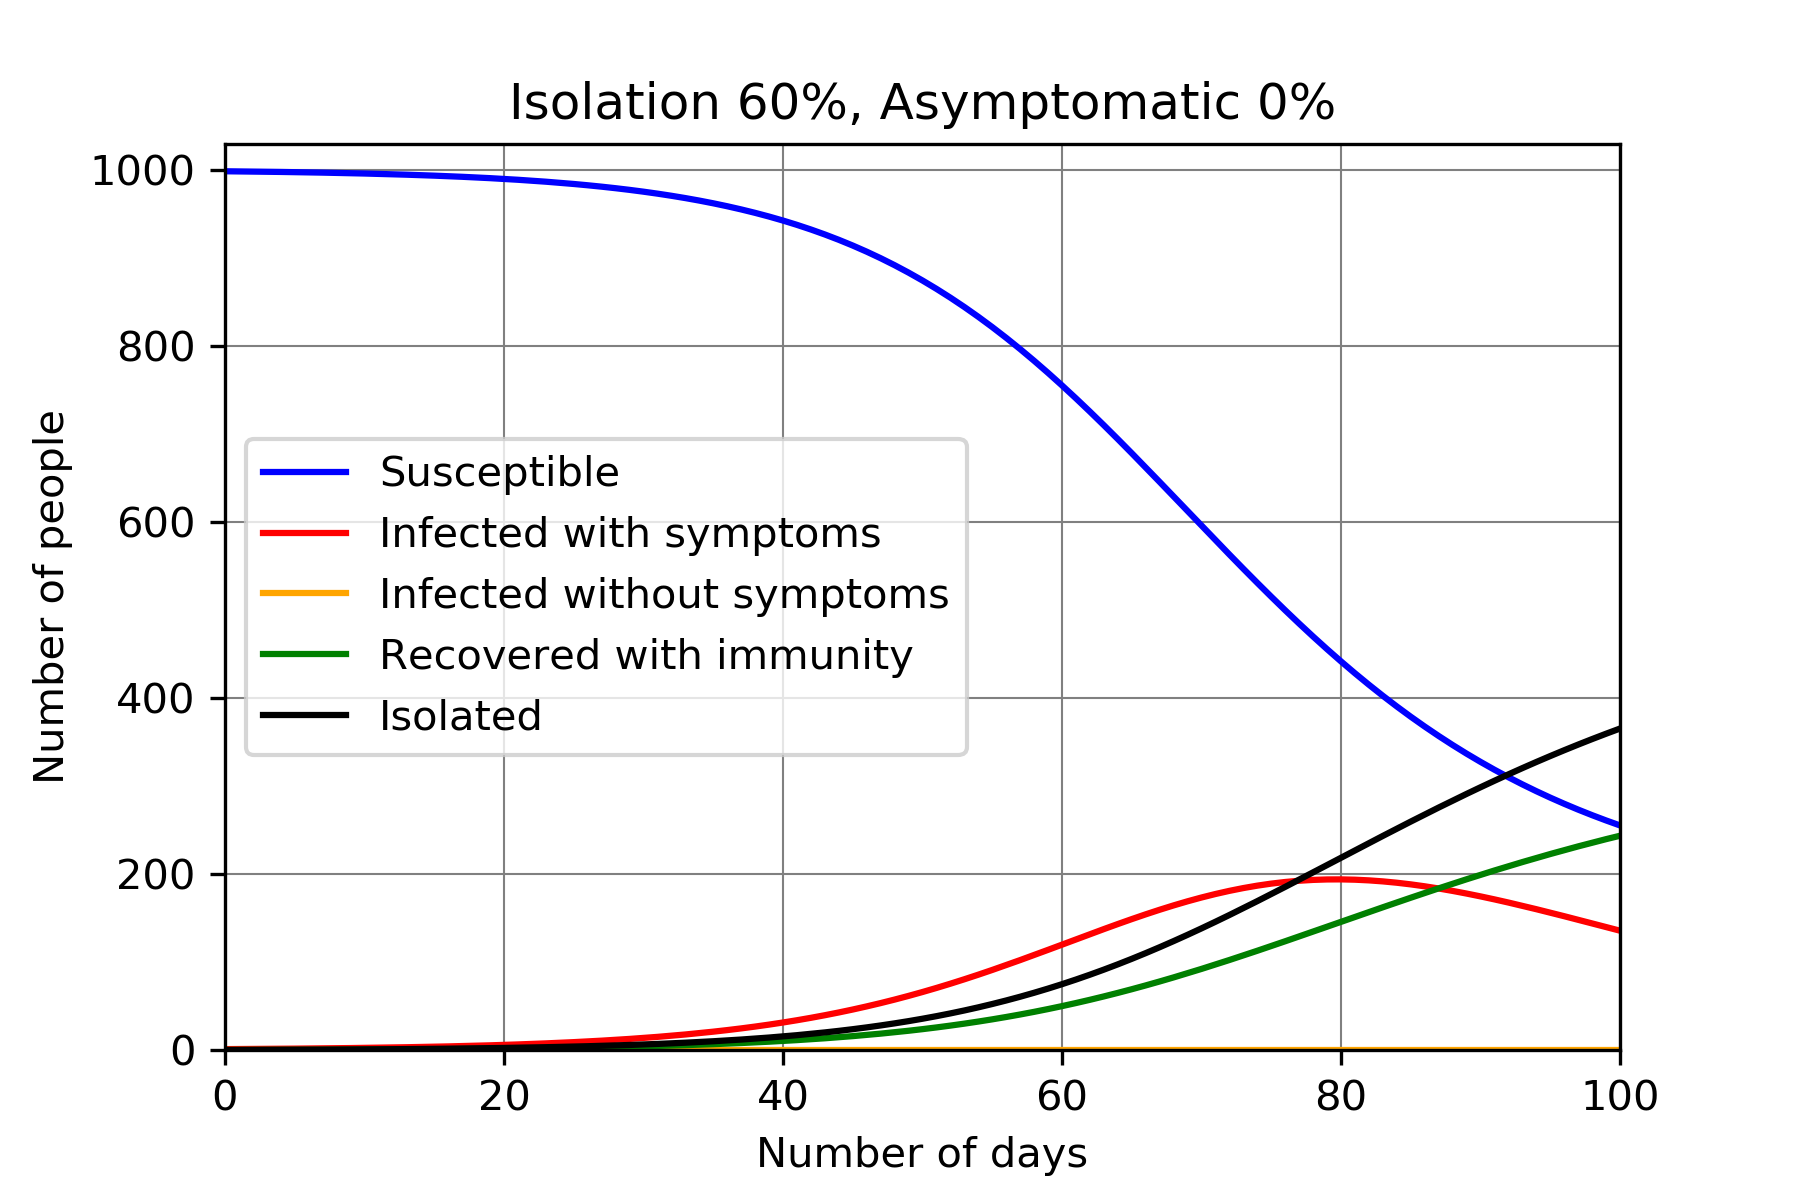 Isolation 60%, Asymptomatic 0%
1000
800
600
400
200
0
Number of people
Susceptible
Infected with symptoms
Infected without symptoms
Recovered with immunity
Isolated
0 20 40 60 80 100
Number of days